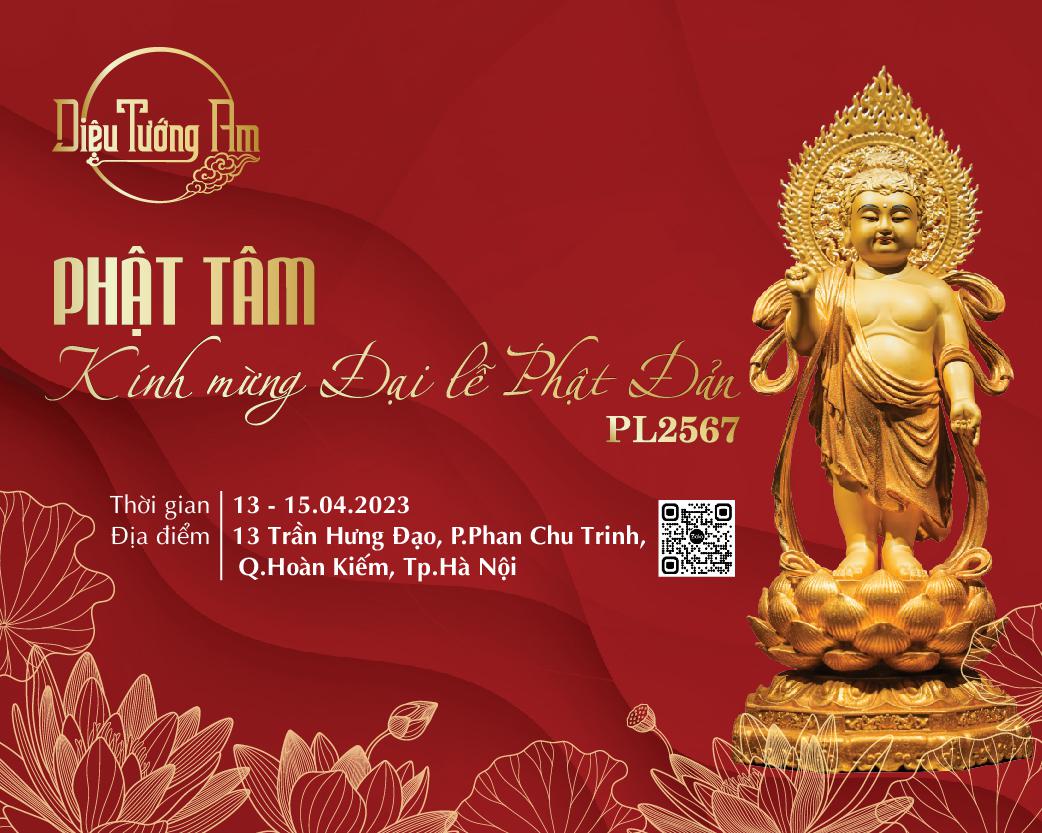 Diệu Tướng Am
PHẬT TÂM
Kính mừng Đại lễ Phật Đản
PL2567
Thời gian 13 - 15.04.2023
Địa điểm 13 Trần Hưng Đạo, P.Phan Chu Trinh,
Q.Hoàn Kiếm, Tp.Hà Nội